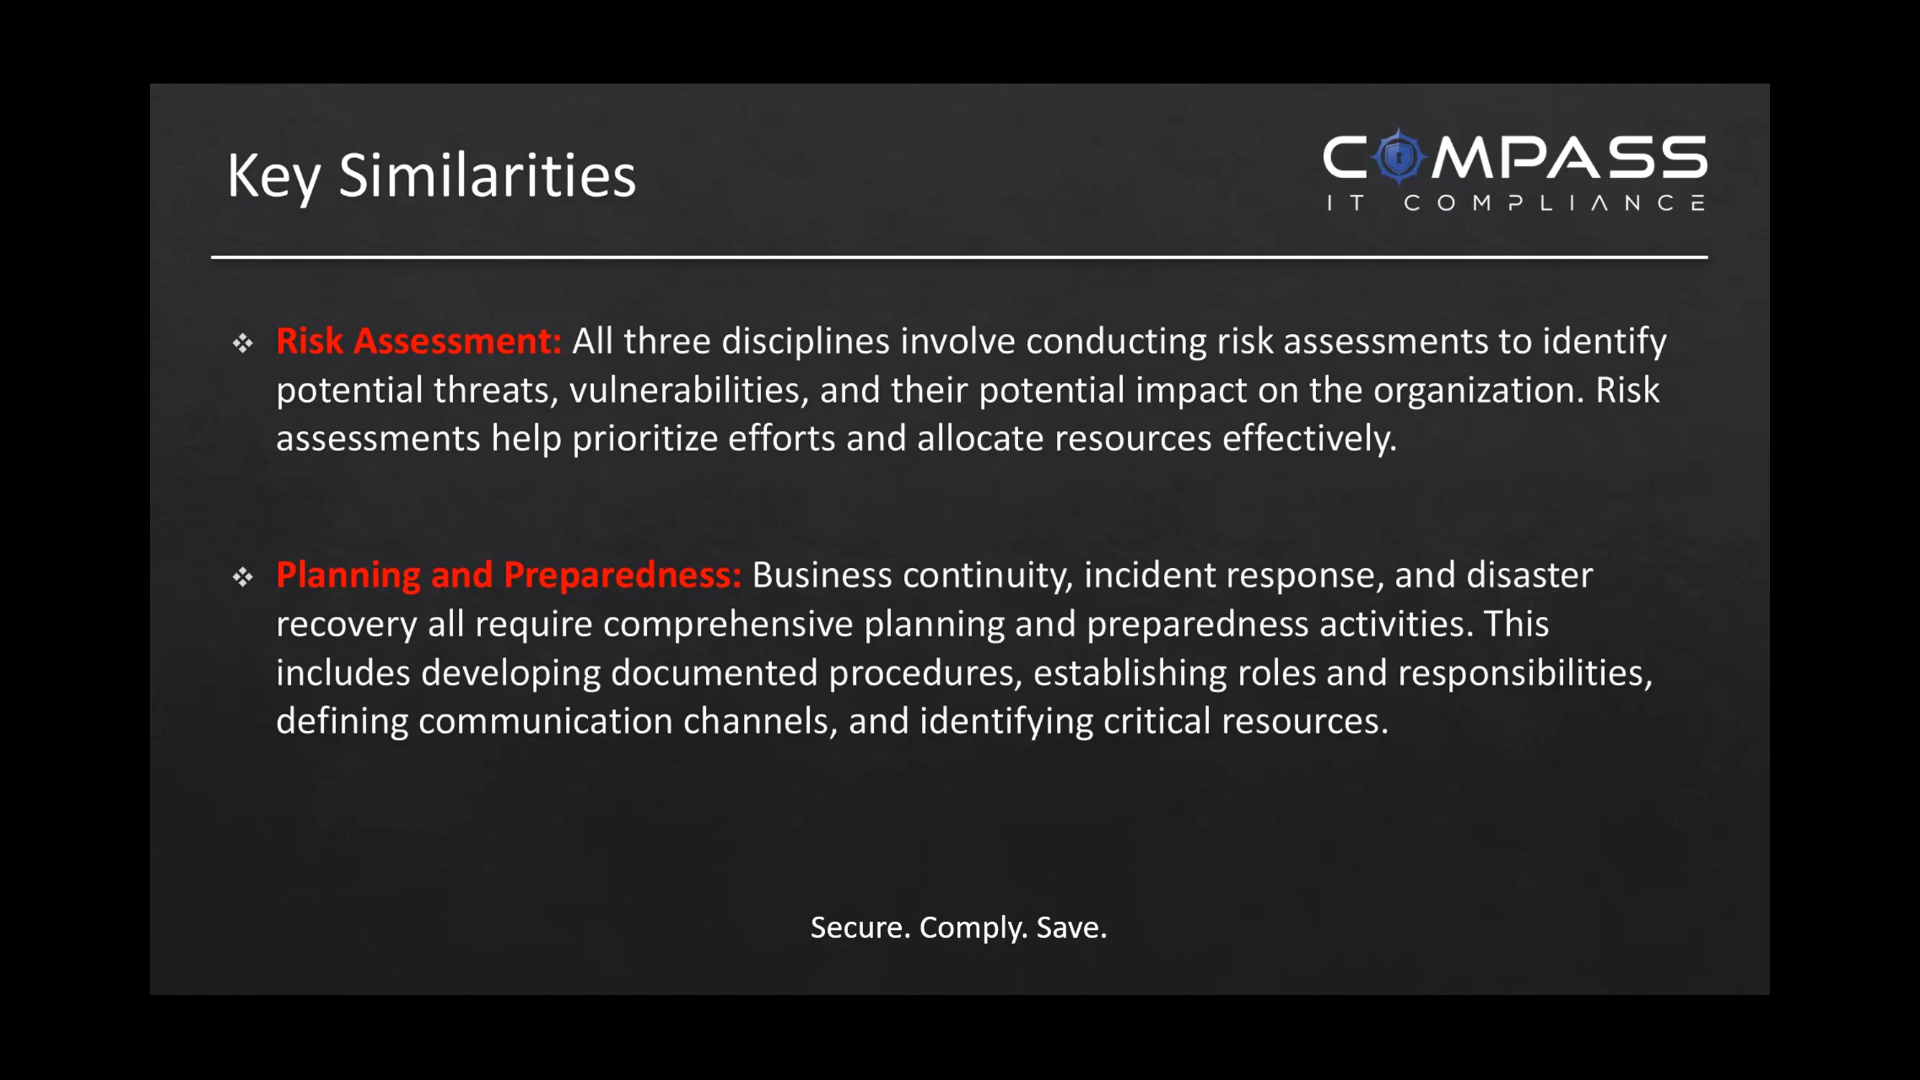 Key Similarities
COMPASS
IT COMPLIANCE
❖ Risk Assessment: All three disciplines involve conducting risk assessments to identify
potential threats, vulnerabilities, and their potential impact on the organization. Risk
assessments help prioritize efforts and allocate resources effectively.
❖ Planning and Preparedness: Business continuity, incident response, and disaster
recovery all require comprehensive planning and preparedness activities. This
includes developing documented procedures, establishing roles and responsibilities,
defining communication channels, and identifying critical resources.
Secure. Comply. Save.